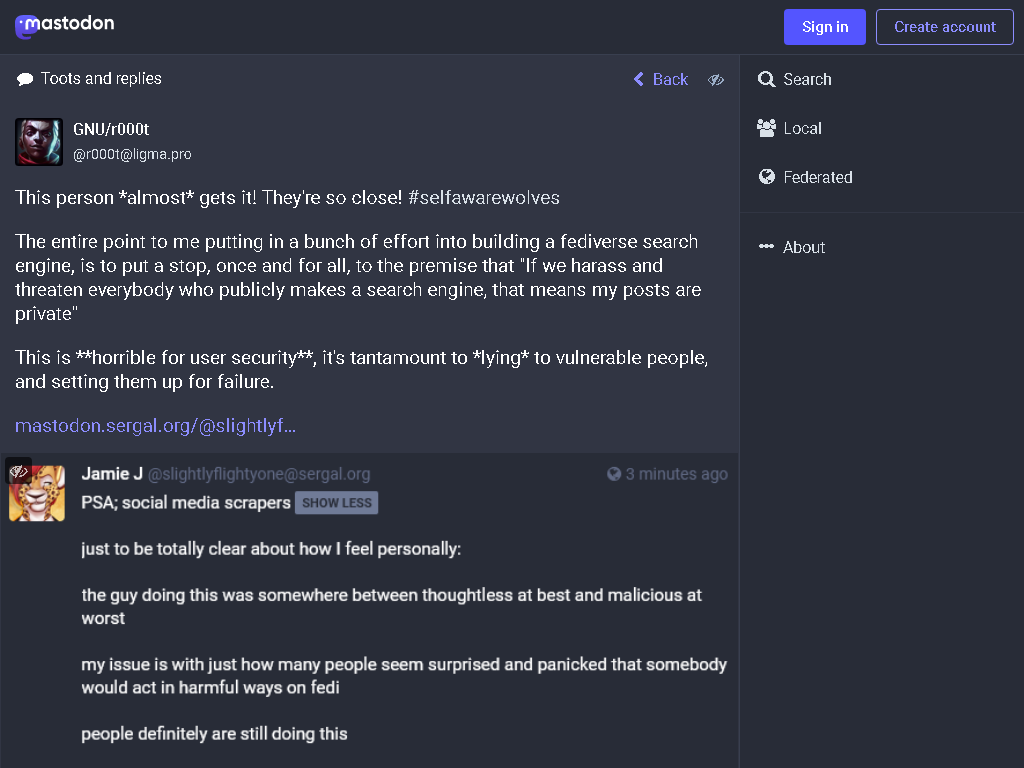 mastodon
Sign in
Create account
Toots and replies
Back
GNU/r000t
@r000t@ligma.pro
This person *almost* gets it! They're so close! #selfawarewolves
The entire point to me putting in a bunch of effort into building a fediverse search
engine, is to put a stop, once and for all, to the premise that "If we harass and
threaten everybody who publicly makes a search engine, that means my posts are
private"
This is **horrible for user security**, it's tantamount to *lying* to vulnerable people,
and setting them up for failure.
mastodon.sergal.org/@slightlyf...
Jamie J @slightlyflightyone@sergal.org
3 minutes ago
PSA; social media scrapers SHOW LESS
just to be totally clear about how I feel personally:
the guy doing this was somewhere between thoughtless at best and malicious at
worst
my issue is with just how many people seem surprised and panicked that somebody
would act in harmful ways on fedi
people definitely are still doing this
Search
Local
Federated
About